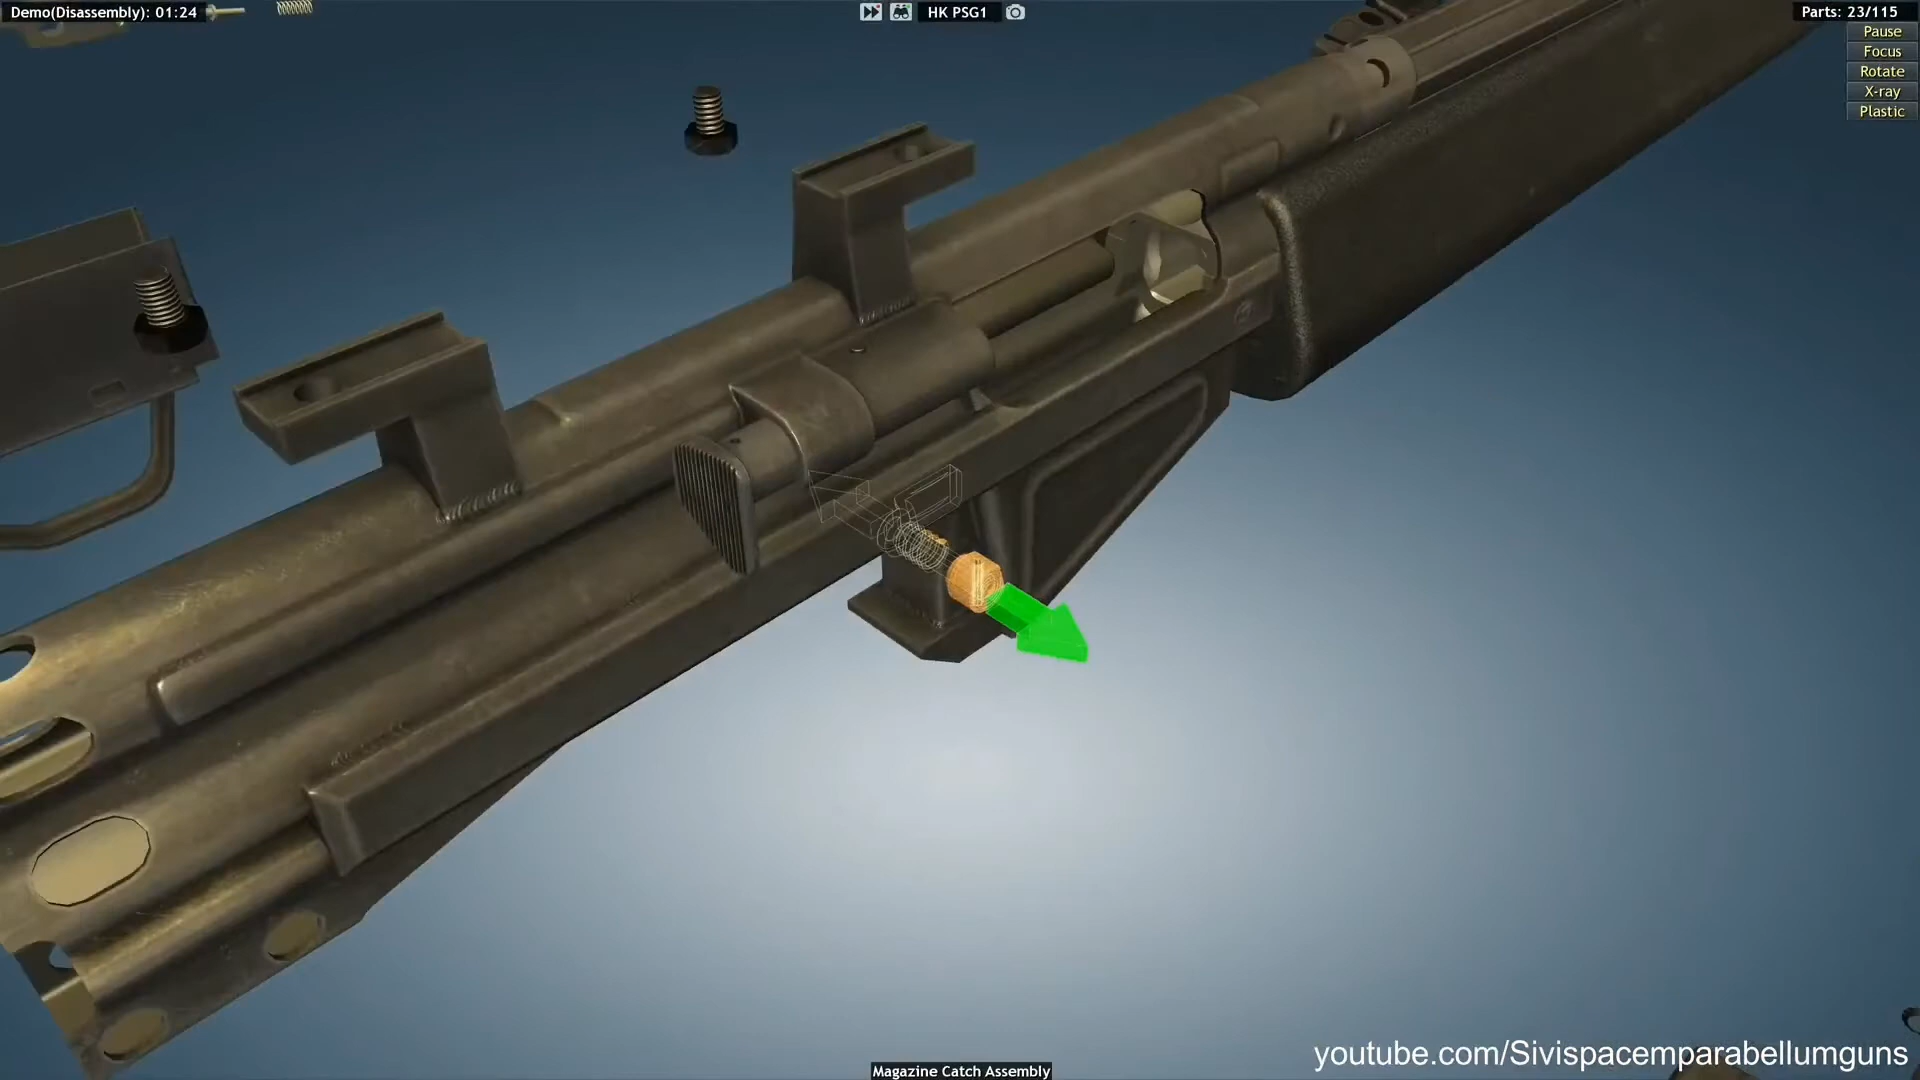 Demo(Disassembly): 01:24
HK PSG1
Parts: 23/115
Pause
Focus
Rotate
X-ray
Plastic
youtube.com/Sivispacemparabellumguns
Magazine Catch Assembly